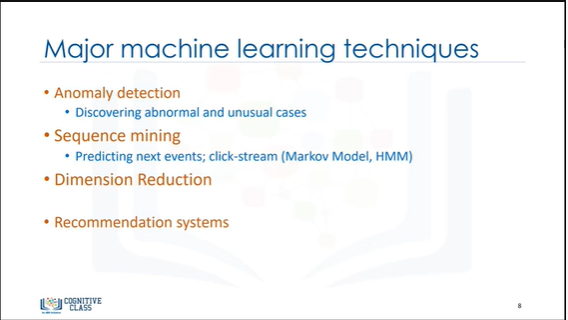 Major machine learning techniques
• Anomaly detection
• Discovering abnormal and unusual cases
• Sequence mining
• Predicting next events; click-stream (Markov Model, HMM)
• Dimension Reduction
• Recommendation systems
COGNITIVE
CLASS
8